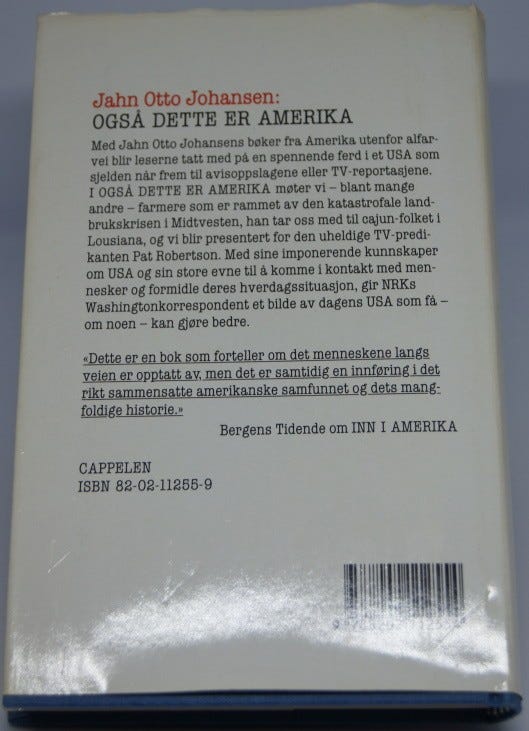 Jahn Otto Johansen:
OGSÅ DETTE ER AMERIKA
Med Jahn Otto Johansens bøker fra Amerika utenfor alfar-
vei blir leserne tatt med på en spennende ferd i et USA som
sjelden når frem til avisoppslagene eller TV-reportasjene.
I OGSÅ DETTE ER AMERIKA møter vi – blant mange
andre – farmere som er rammet av den katastrofale land-
brukskrisen i Midtvesten, han tar oss med til cajun-folket i
Lousiana, og vi blir presentert for den uheldige TV-predi-
kanten Pat Robertson. Med sine imponerende kunnskaper
om USA og sin store evne til å komme i kontakt med men-
nesker og formidle deres hverdagssituasjon, gir NRKs
Washingtonkorrespondent et bilde av dagens USA som få –
om noen – kan gjøre bedre.
«Dette er en bok som forteller om det menneskene langs
veien er opptatt av, men det er samtidig en innføring i det
rikt sammensatte amerikanske samfunnet og dets mang-
foldige historie.»
Bergens Tidende om INN I AMERIKA
CAPPELEN
ISBN 82-02-11255-9